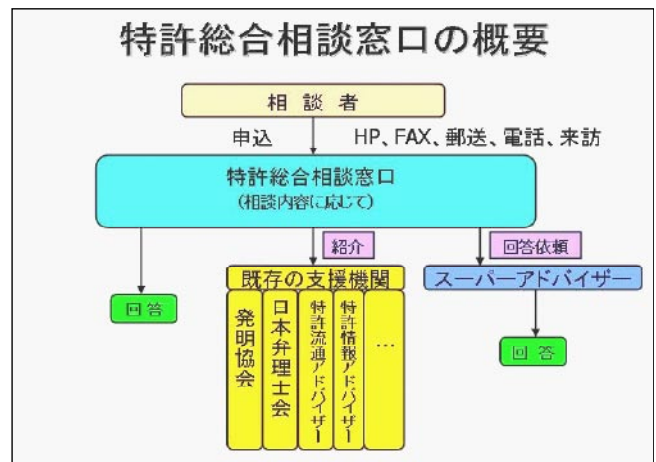 特許総合相談窓口の概要
相談者
申込 HP、FAX、郵送、電話、来訪
特許総合相談窓口
(相談内容に応じて)
紹介
回答依頼
既存の支援機関
スーパーアドバイザー
回答
発明協会
日本弁理士会
特許流通アドバイザー
特許情報アドバイザー
…
回答